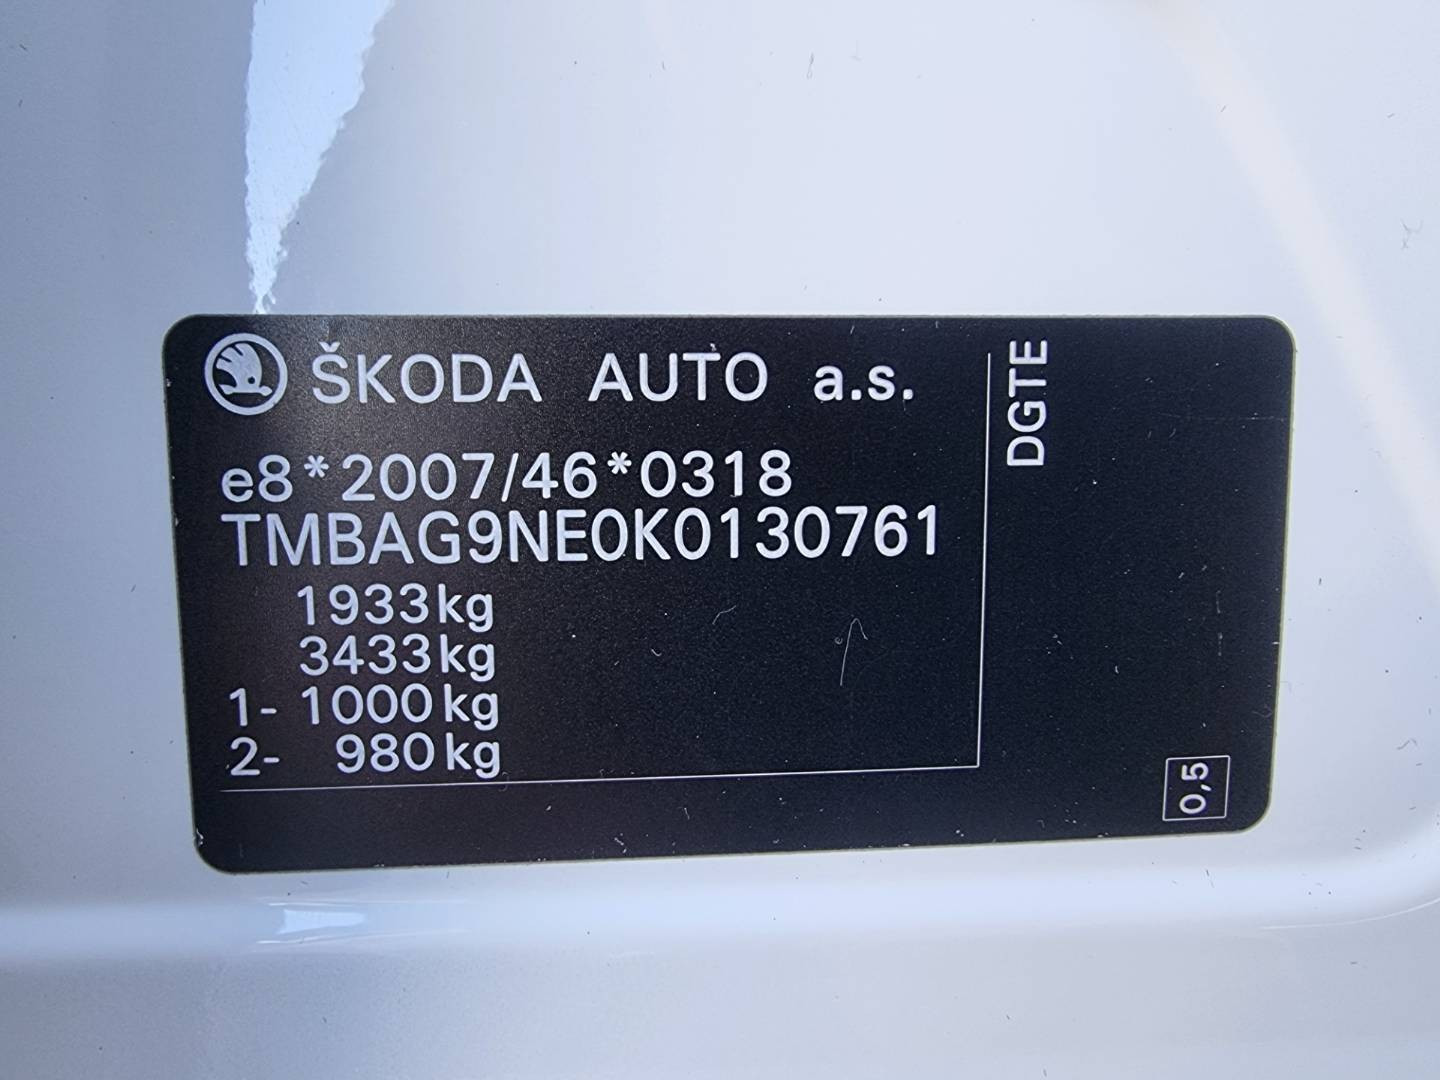 ŠKODA AUTO a.s.
e8*2007/46*0318
TMBAG9NE0K0130761
1933kg
3433kg
1- 1000kg
2- 980kg
DGTE
0,5